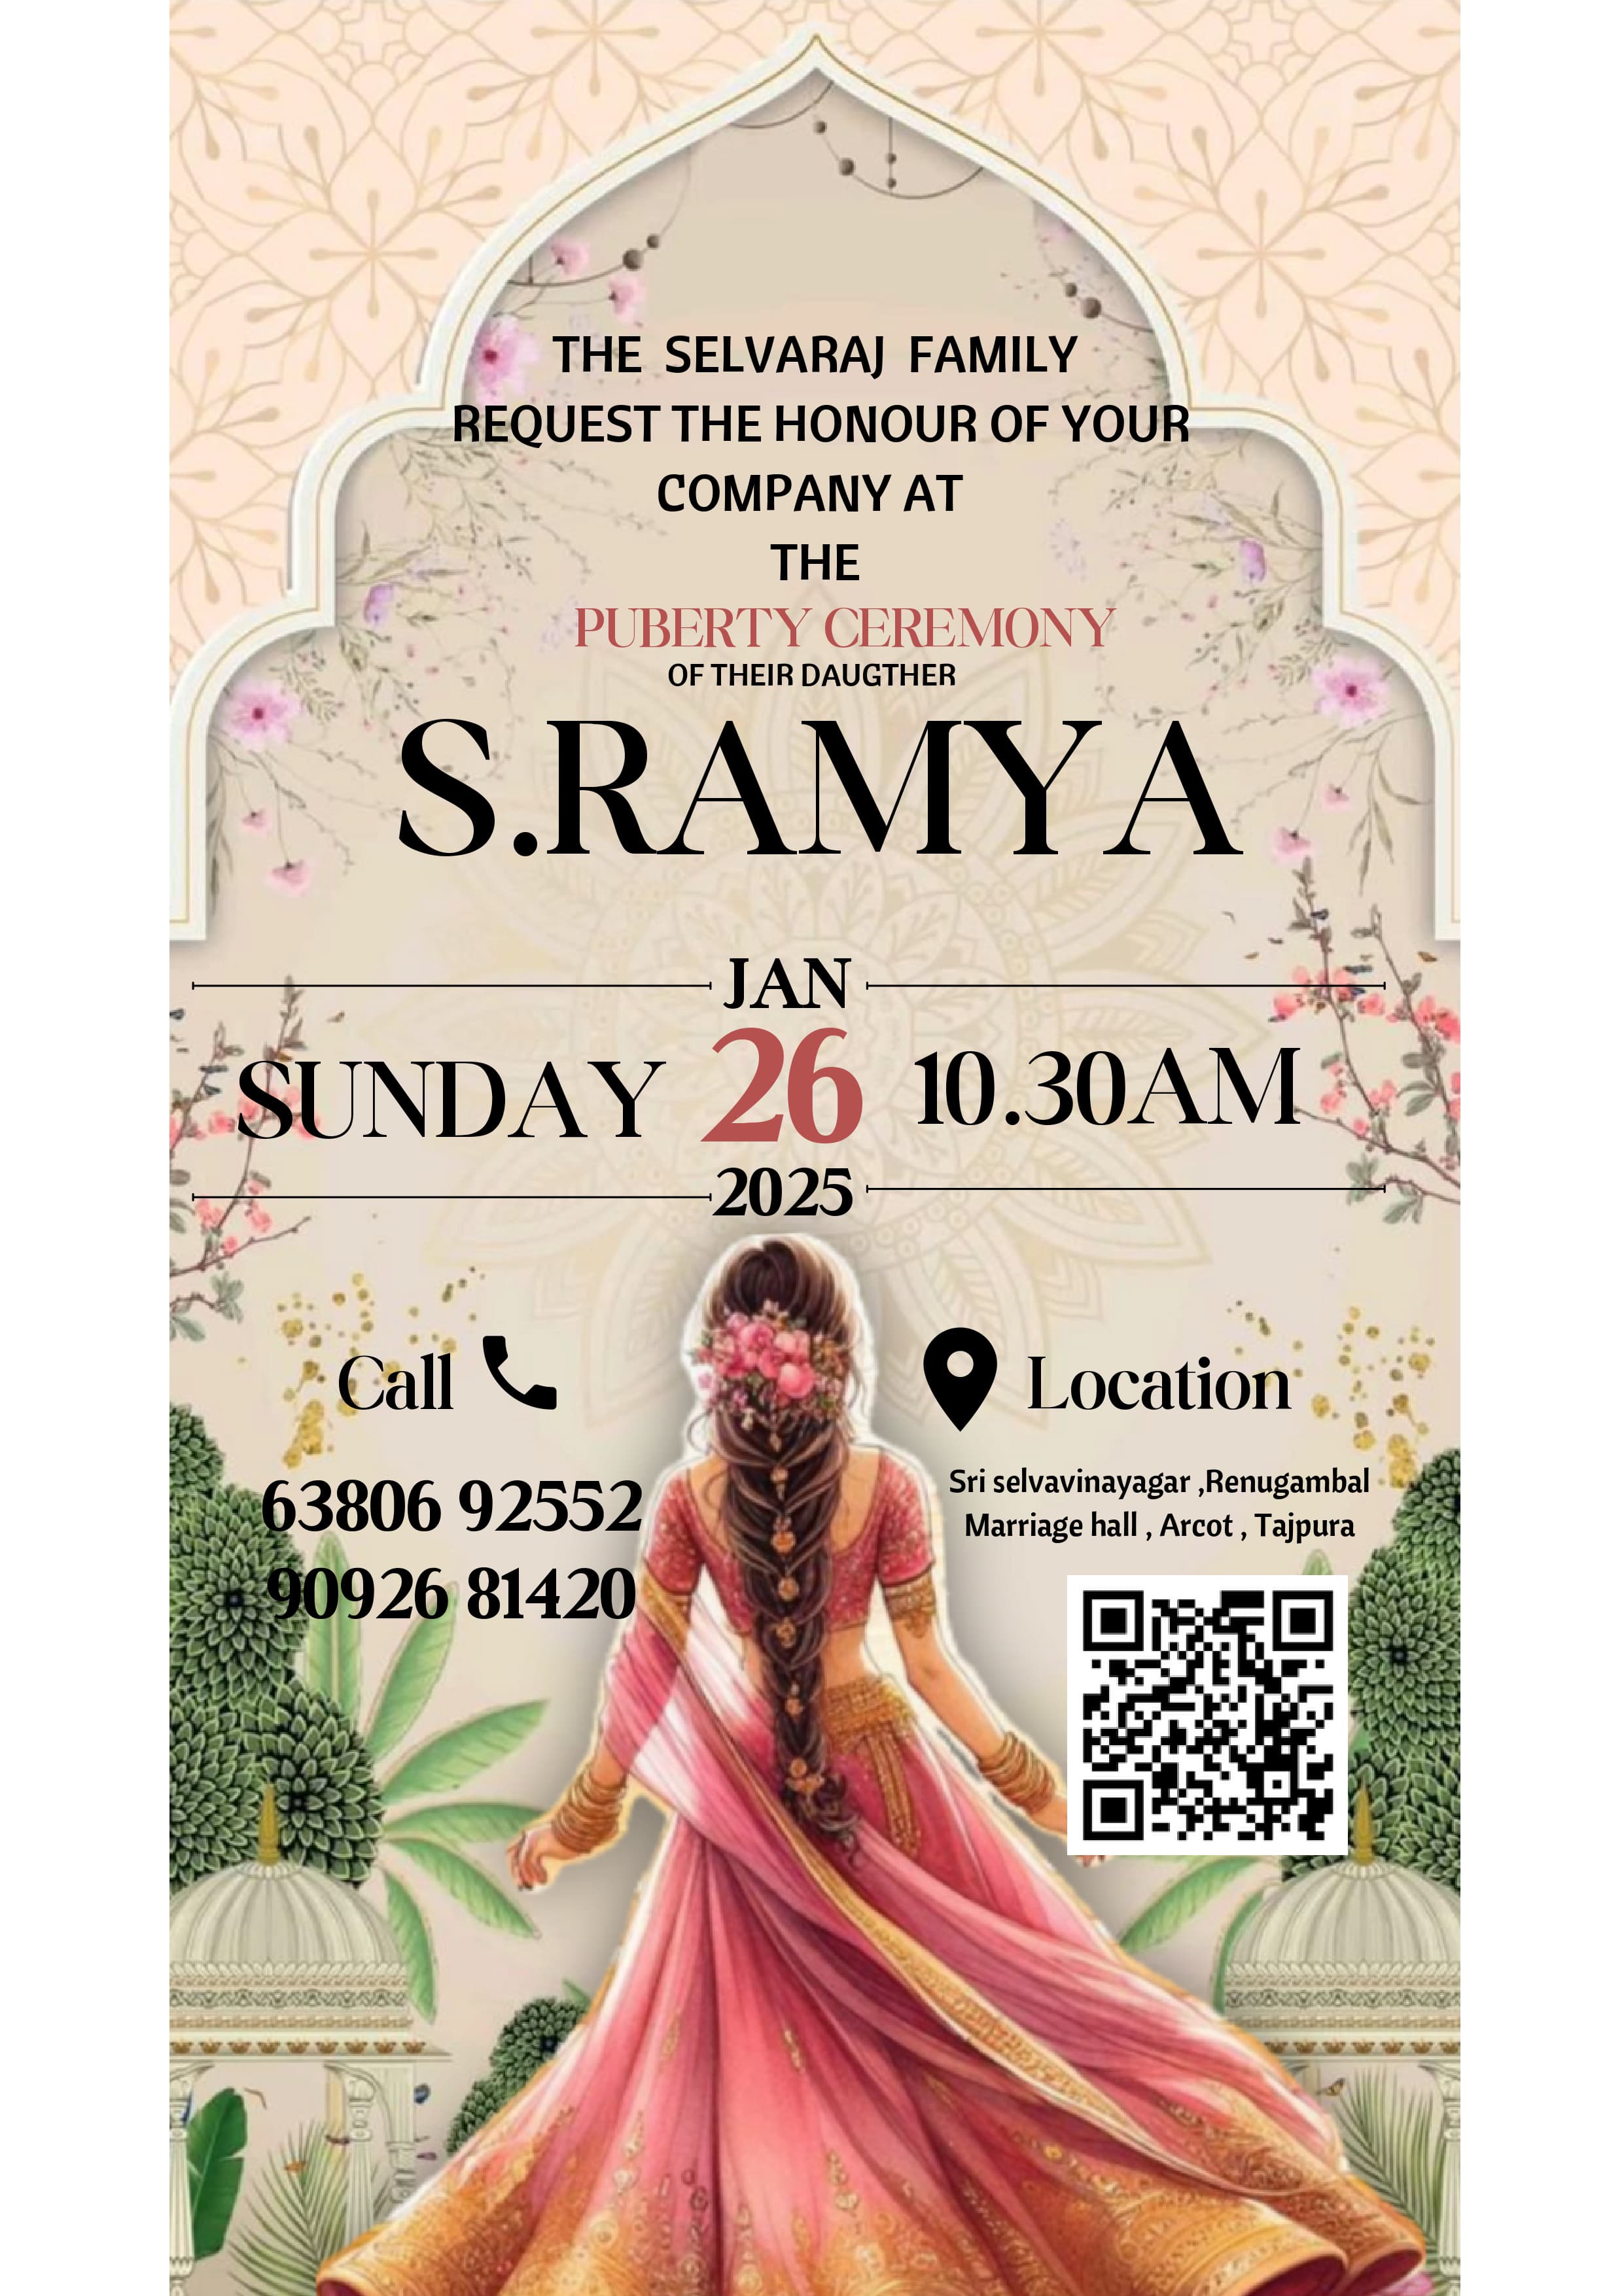 THE SELVARAJ FAMILY
REQUEST THE HONOUR OF YOUR
COMPANY AT
THE
PUBERTY CEREMONY
OF THEIR DAUGTHER
S.RAMYA
JAN
SUNDAY 26 10.30AM
2025
Call
63806 92552
90926 81420
Location
Sri selvavinayagar ,Renugambal
Marriage hall , Arcot , Tajpura